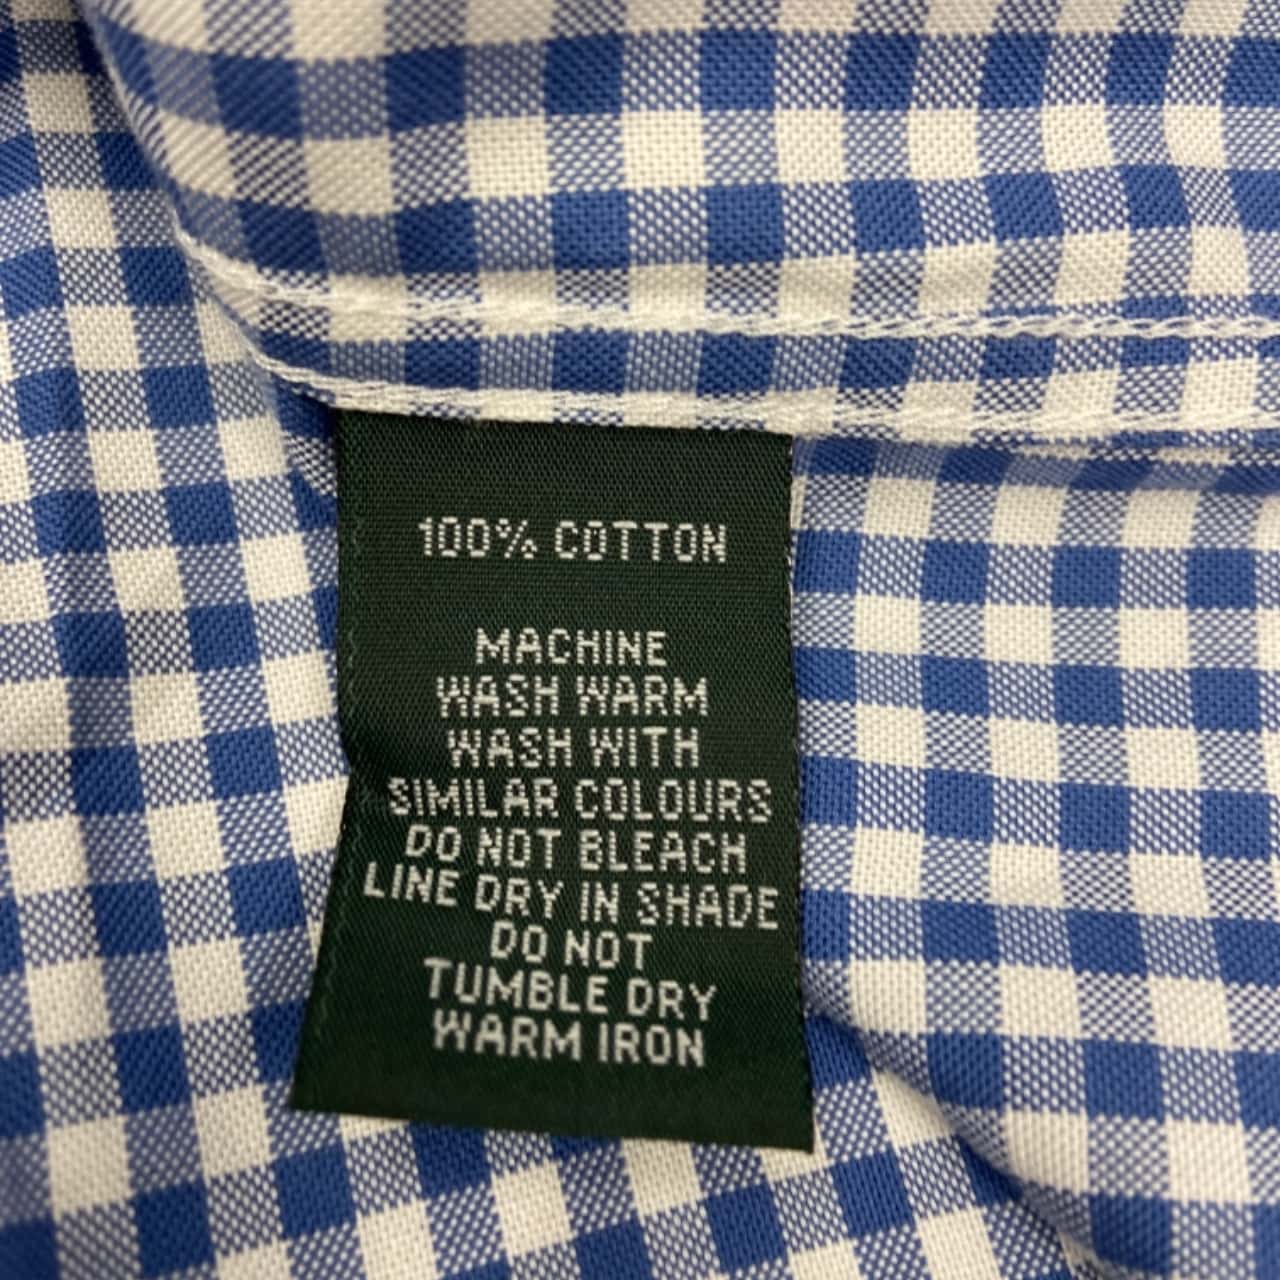 100% COTTON
MACHINE
WASH WARM
WASH WITH
SIMILAR COLOURS
DO NOT BLEACH
LINE DRY IN SHADE
DO NOT
TUMBLE DRY
WARM IRON